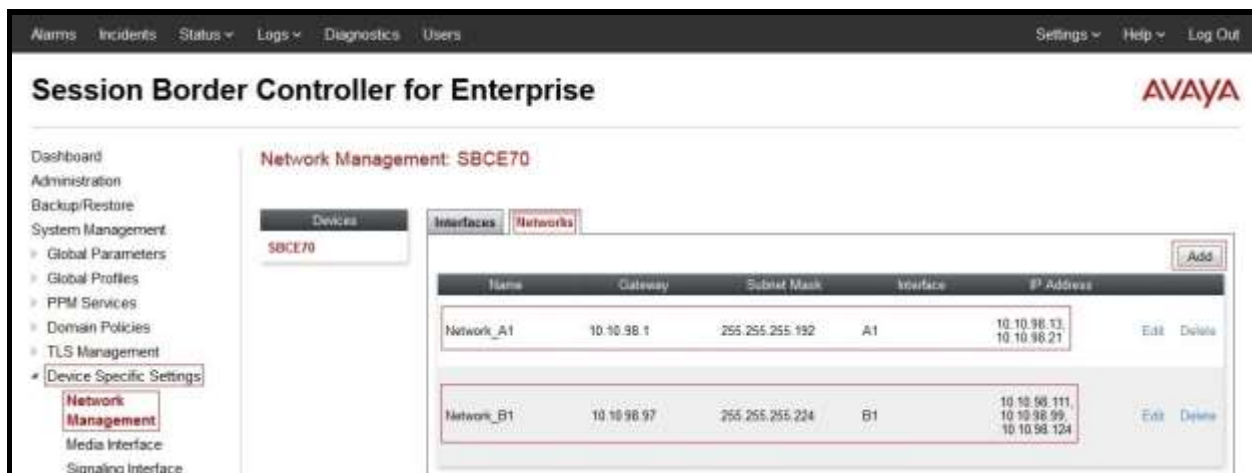 Alarms Incidents Status Logs Diagnostics Users Settings Help Log Out
Session Border Controller for Enterprise
AVAYA
Dashboard
Administration
Backup/Restore
System Management
Global Parameters
Global Profiles
PPM Services
Domain Policies
TLS Management
Device Specific Settings
Network
Management
Media Interface
Signaling Interface
Network Management: SBCE70
Devices
SBCE70
Interfaces Networks
Add
Name Gateway Subnet Mask Interface IP Address
Network_A1 10.10.98.1 255.255.255.192 A1 10.10.98.13,
10.10.98.21 Edit Delete
Network_B1 10.10.98.97 255.255.255.224 B1 10.10.98.111,
10.10.98.99,
10.10.98.124 Edit Delete